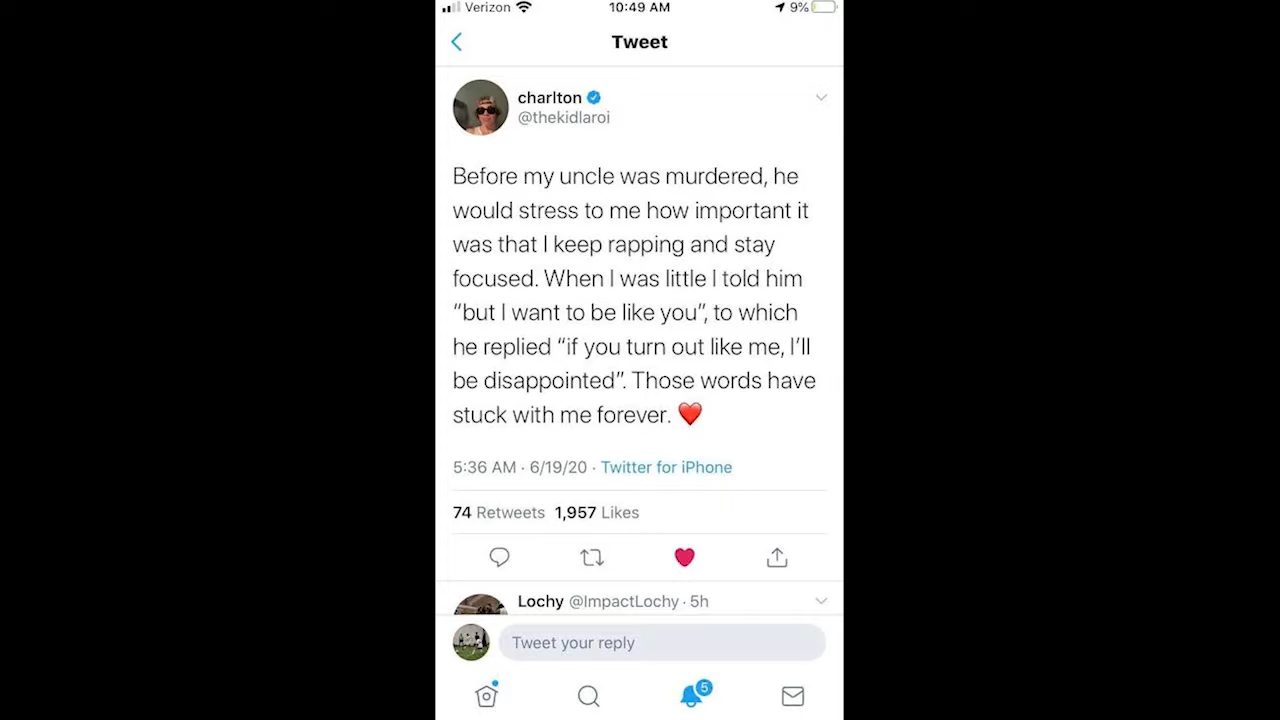 Verizon 10:49 AM 9%
Tweet
charlton
@thekidlaroi
Before my uncle was murdered, he
would stress to me how important it
was that I keep rapping and stay
focused. When I was little I told him
“but I want to be like you”, to which
he replied “if you turn out like me, I’ll
be disappointed”. Those words have
stuck with me forever. ❤️
5:36 AM · 6/19/20 · Twitter for iPhone
74 Retweets 1,957 Likes
Lochy @ImpactLochy · 5h
Tweet your reply
5